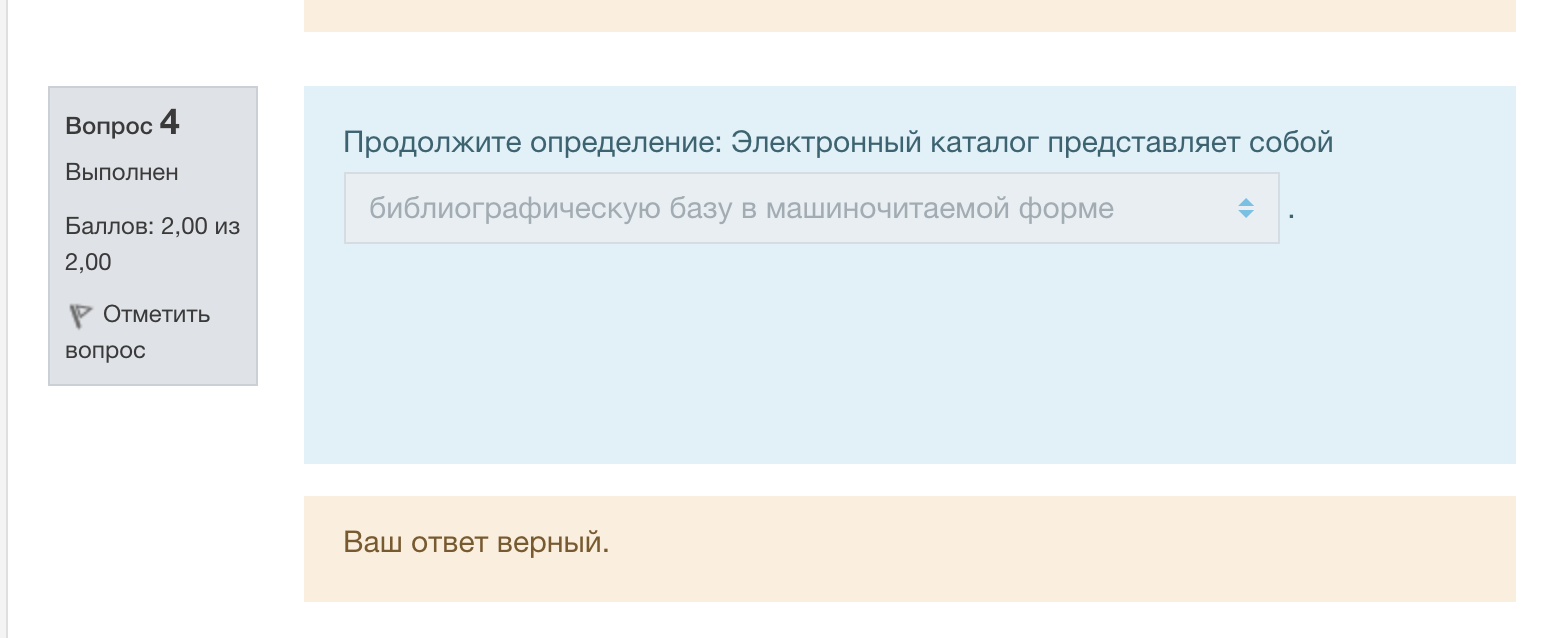 Вопрос 4
Выполнен
Баллов: 2,00 из
2,00
Отметить
вопрос
Продолжите определение: Электронный каталог представляет собой
библиографическую базу в машиночитаемой форме .
Ваш ответ верный.